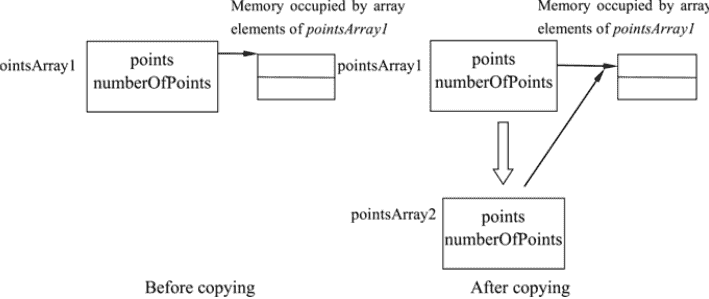 Memory occupied by array
elements of pointsArray1
ointsArray1
points
numberOfPoints
Before copying
Memory occupied by array
elements of pointsArray1
pointsArray1
points
numberOfPoints
pointsArray2
points
numberOfPoints
After copying